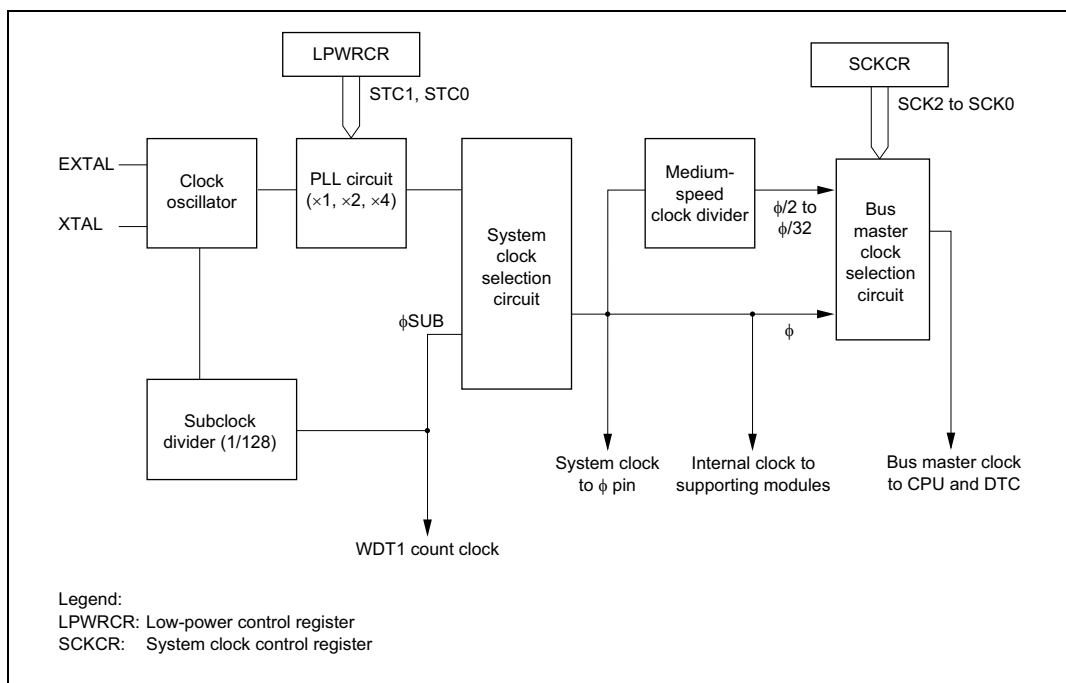 LPWRCR
STC1, STC0
SCKCR
SCK2 to SCK0
EXTAL
XTAL
Clock
oscillator
PLL circuit
(×1, ×2, ×4)
System
clock
selection
circuit
Medium-
speed
clock divider
ϕ/2 to
ϕ/32
Bus
master
clock
selection
circuit
ϕSUB
ϕ
Subclock
divider (1/128)
System clock
to ϕ pin
Internal clock to
supporting modules
Bus master clock
to CPU and DTC
WDT1 count clock
Legend:
LPWRCR: Low-power control register
SCKCR: System clock control register